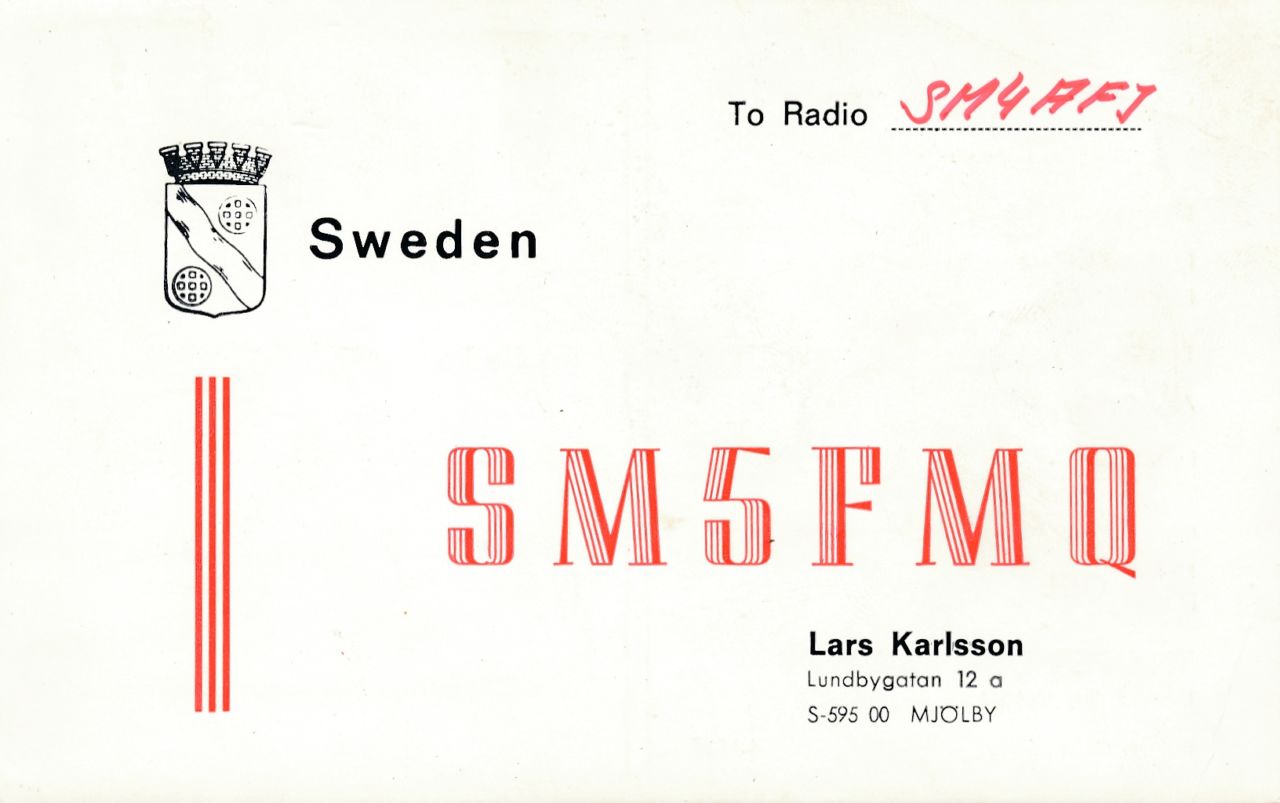 To Radio SM4AFJ
Sweden
SM5FMQ
Lars Karlsson
Lundbygatan 12 a
S-595 00 MJÖLBY